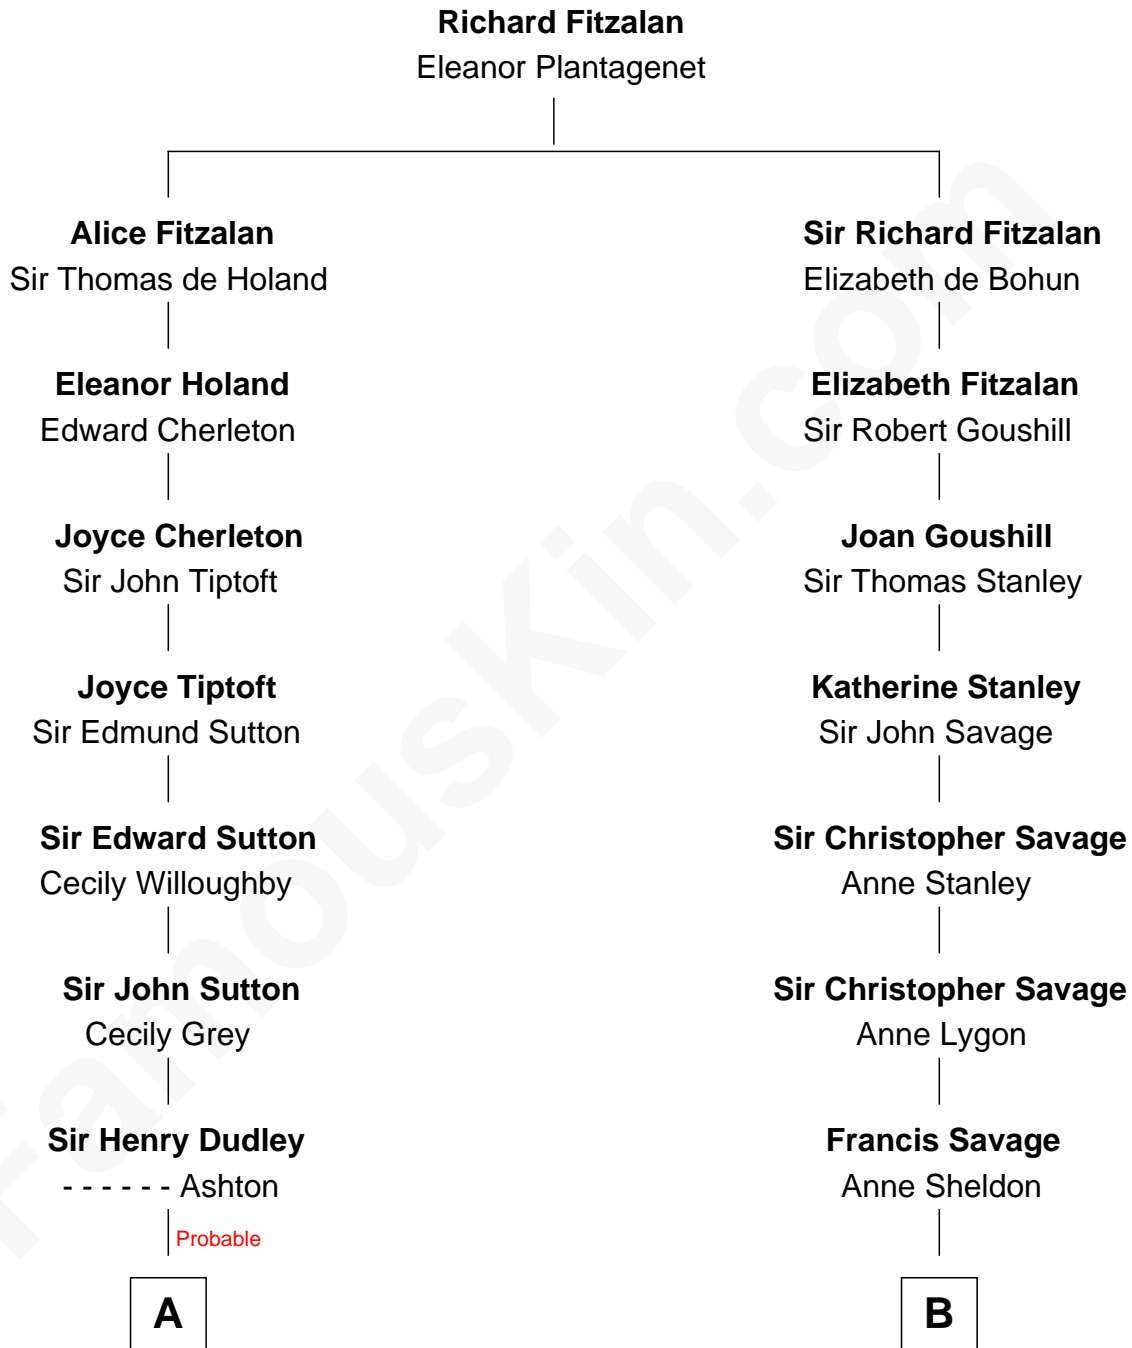 Richard Fitzalan
Eleanor Plantagenet
Alice Fitzalan
Sir Thomas de Holand
Eleanor Holand
Edward Cherleton
Joyce Cherleton
Sir John Tiptoft
Joyce Tiptoft
Sir Edmund Sutton
Sir Edward Sutton
Cecily Willoughby
Sir John Sutton
Cecily Grey
Sir Henry Dudley
- - - - - - Ashton
Probable
A
Sir Richard Fitzalan
Elizabeth de Bohun
Elizabeth Fitzalan
Sir Robert Goushill
Joan Goushill
Sir Thomas Stanley
Katherine Stanley
Sir John Savage
Sir Christopher Savage
Anne Stanley
Sir Christopher Savage
Anne Lygon
Francis Savage
Anne Sheldon
B
FamousKin.com